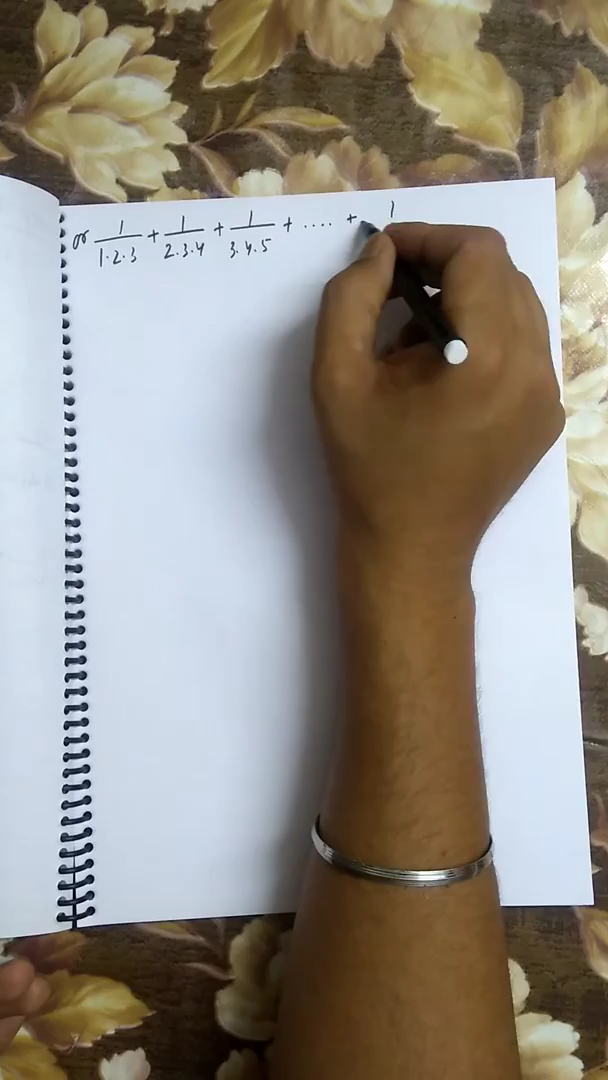 or 1/1·2·3 + 1/2·3·4 + 1/3·4·5 + .... + 1